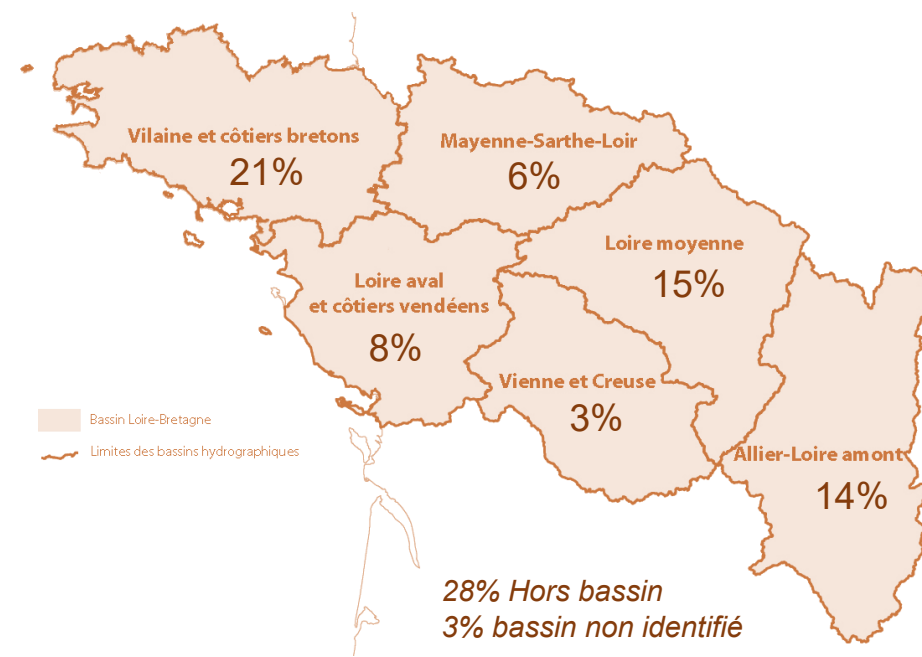 Vilaine et côtiers bretons
21%
Mayenne-Sarthe-Loir
6%
Loire moyenne
15%
Loire aval
et côtiers vendéens
8%
Vienne et Creuse
3%
Allier-Loire amont
14%
Bassin Loire-Bretagne
Limites des bassins hydrographiques
28% Hors bassin
3% bassin non identifié